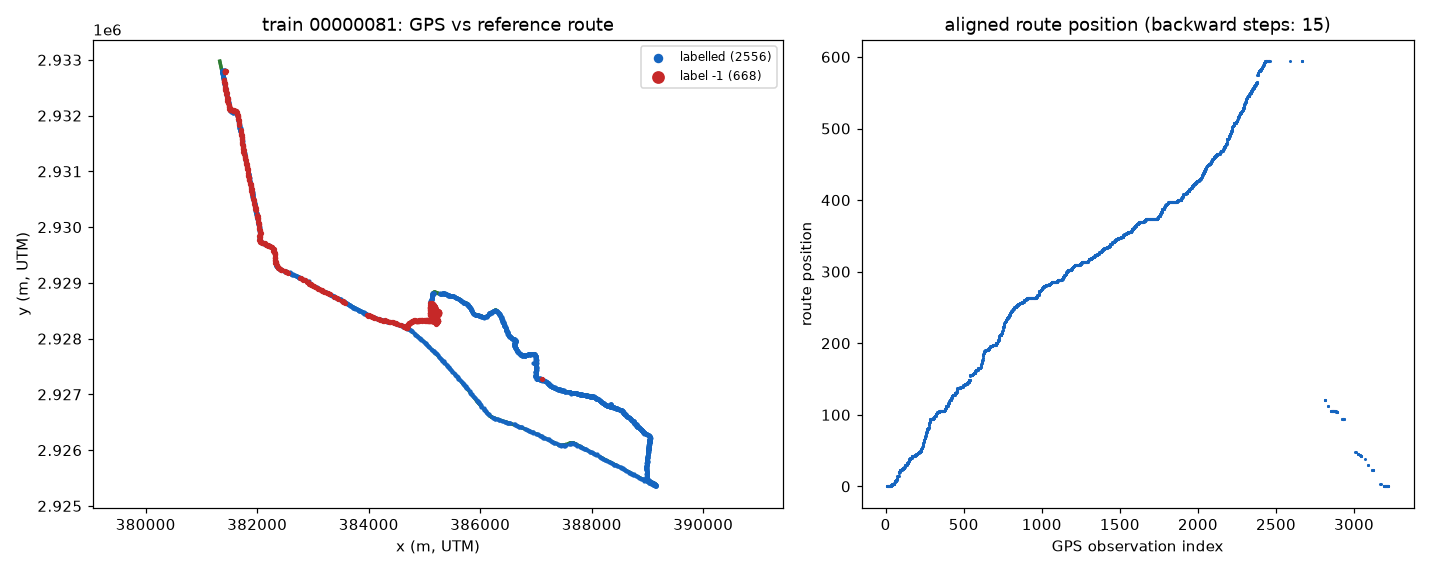 train 00000081: GPS vs reference route
1e6
labelled (2556)
label -1 (668)
2.933
2.932
2.931
2.930
2.929
2.928
2.927
2.926
2.925
y (m, UTM)
380000 382000 384000 386000 388000 390000
x (m, UTM)
aligned route position (backward steps: 15)
600
500
400
300
200
100
0
route position
0 500 1000 1500 2000 2500 3000
GPS observation index